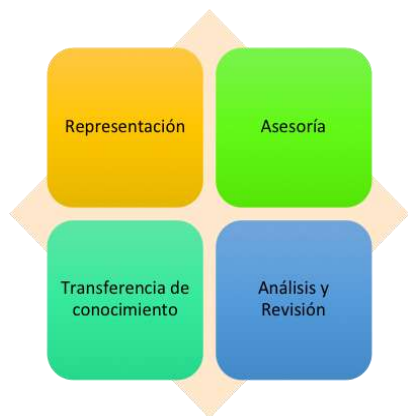 Representación
Asesoría
Transferencia de
conocimiento
Análisis y
Revisión